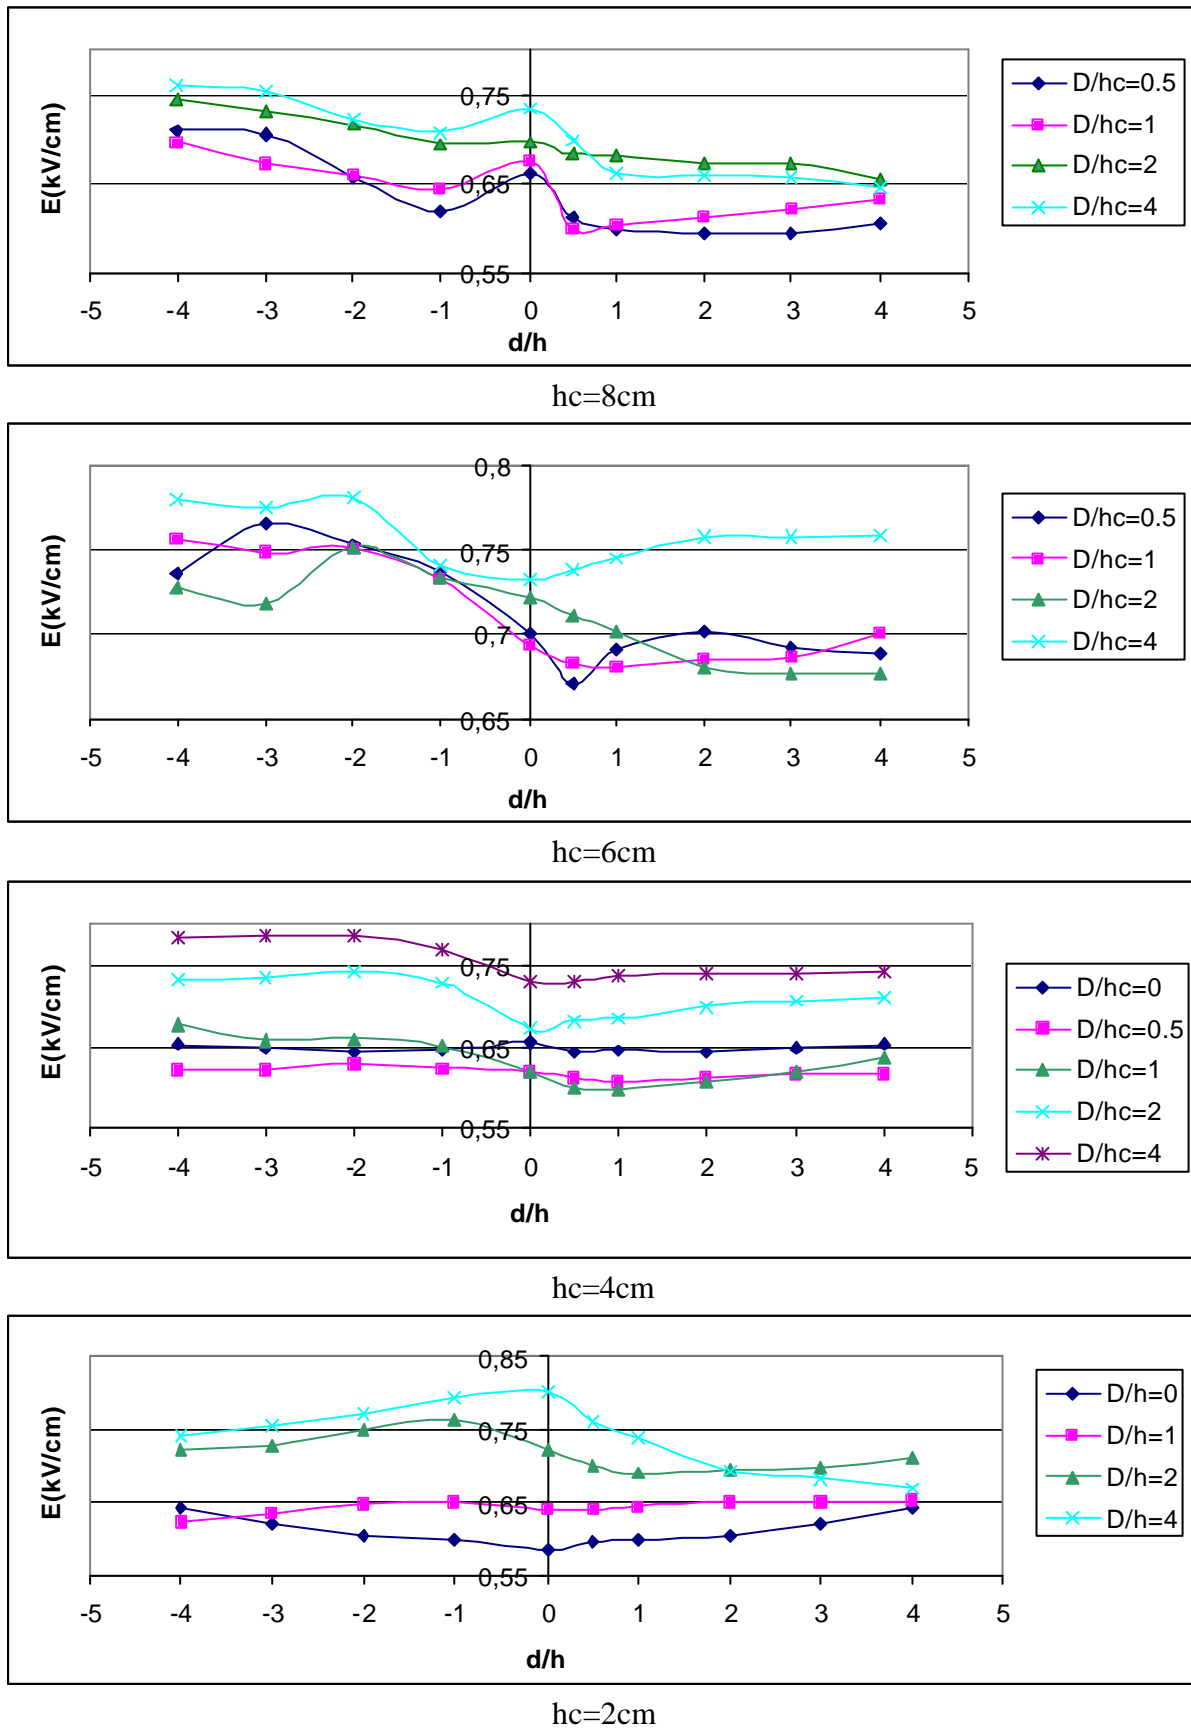 E(kV/cm)
0,75
0,65
0,55
-5 -4 -3 -2 -1 0 1 2 3 4 5
d/h
D/hc=0.5
D/hc=1
D/hc=2
D/hc=4
hc=8cm
E(kV/cm)
0,8
0,75
0,7
0,65
-5 -4 -3 -2 -1 0 1 2 3 4 5
d/h
D/hc=0.5
D/hc=1
D/hc=2
D/hc=4
hc=6cm
E(kV/cm)
0,75
0,65
0,55
-5 -4 -3 -2 -1 0 1 2 3 4 5
d/h
D/hc=0
D/hc=0.5
D/hc=1
D/hc=2
D/hc=4
hc=4cm
E(kV/cm)
0,85
0,75
0,65
0,55
-5 -4 -3 -2 -1 0 1 2 3 4 5
d/h
D/h=0
D/h=1
D/h=2
D/h=4
hc=2cm